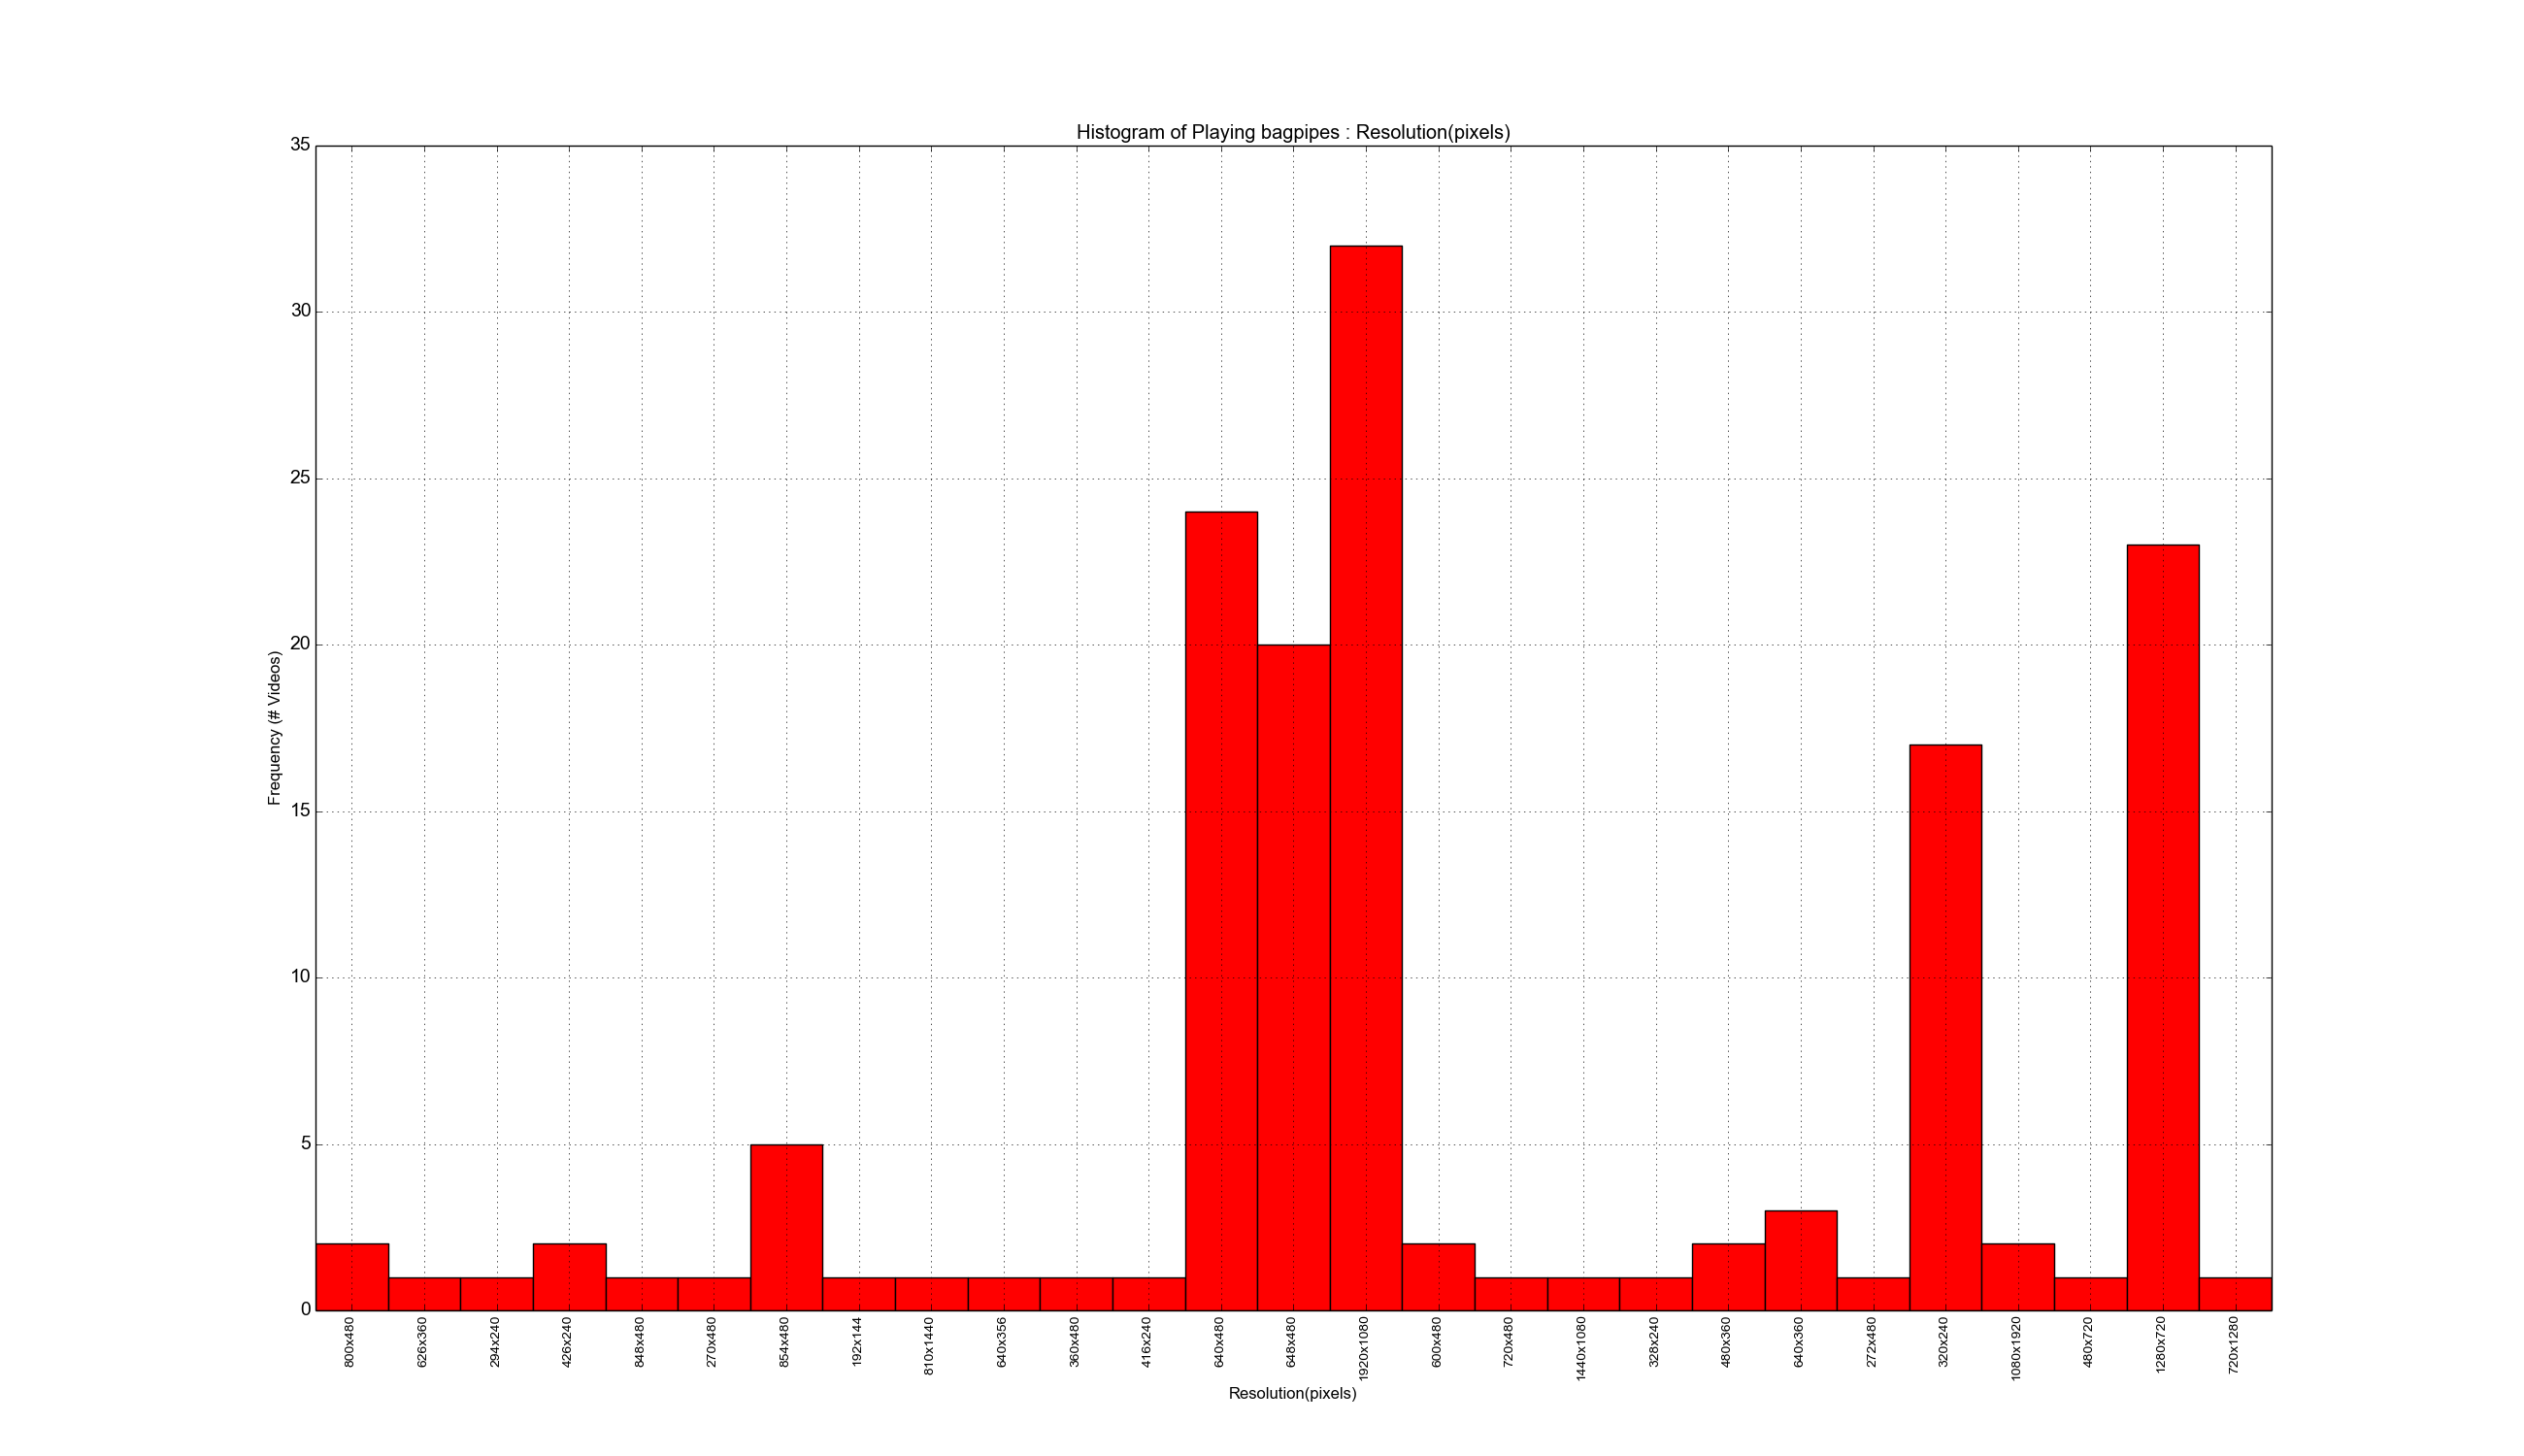 Histogram of Playing bagpipes : Resolution(pixels)
35
30
25
20
15
10
5
0
Frequency (# Videos)
800x480
626x360
294x240
426x240
848x480
270x480
854x480
192x144
810x1440
640x356
360x480
416x240
640x480
648x480
1920x1080
600x480
720x480
1440x1080
328x240
480x360
640x360
272x480
320x240
1080x1920
480x720
1280x720
720x1280
Resolution(pixels)